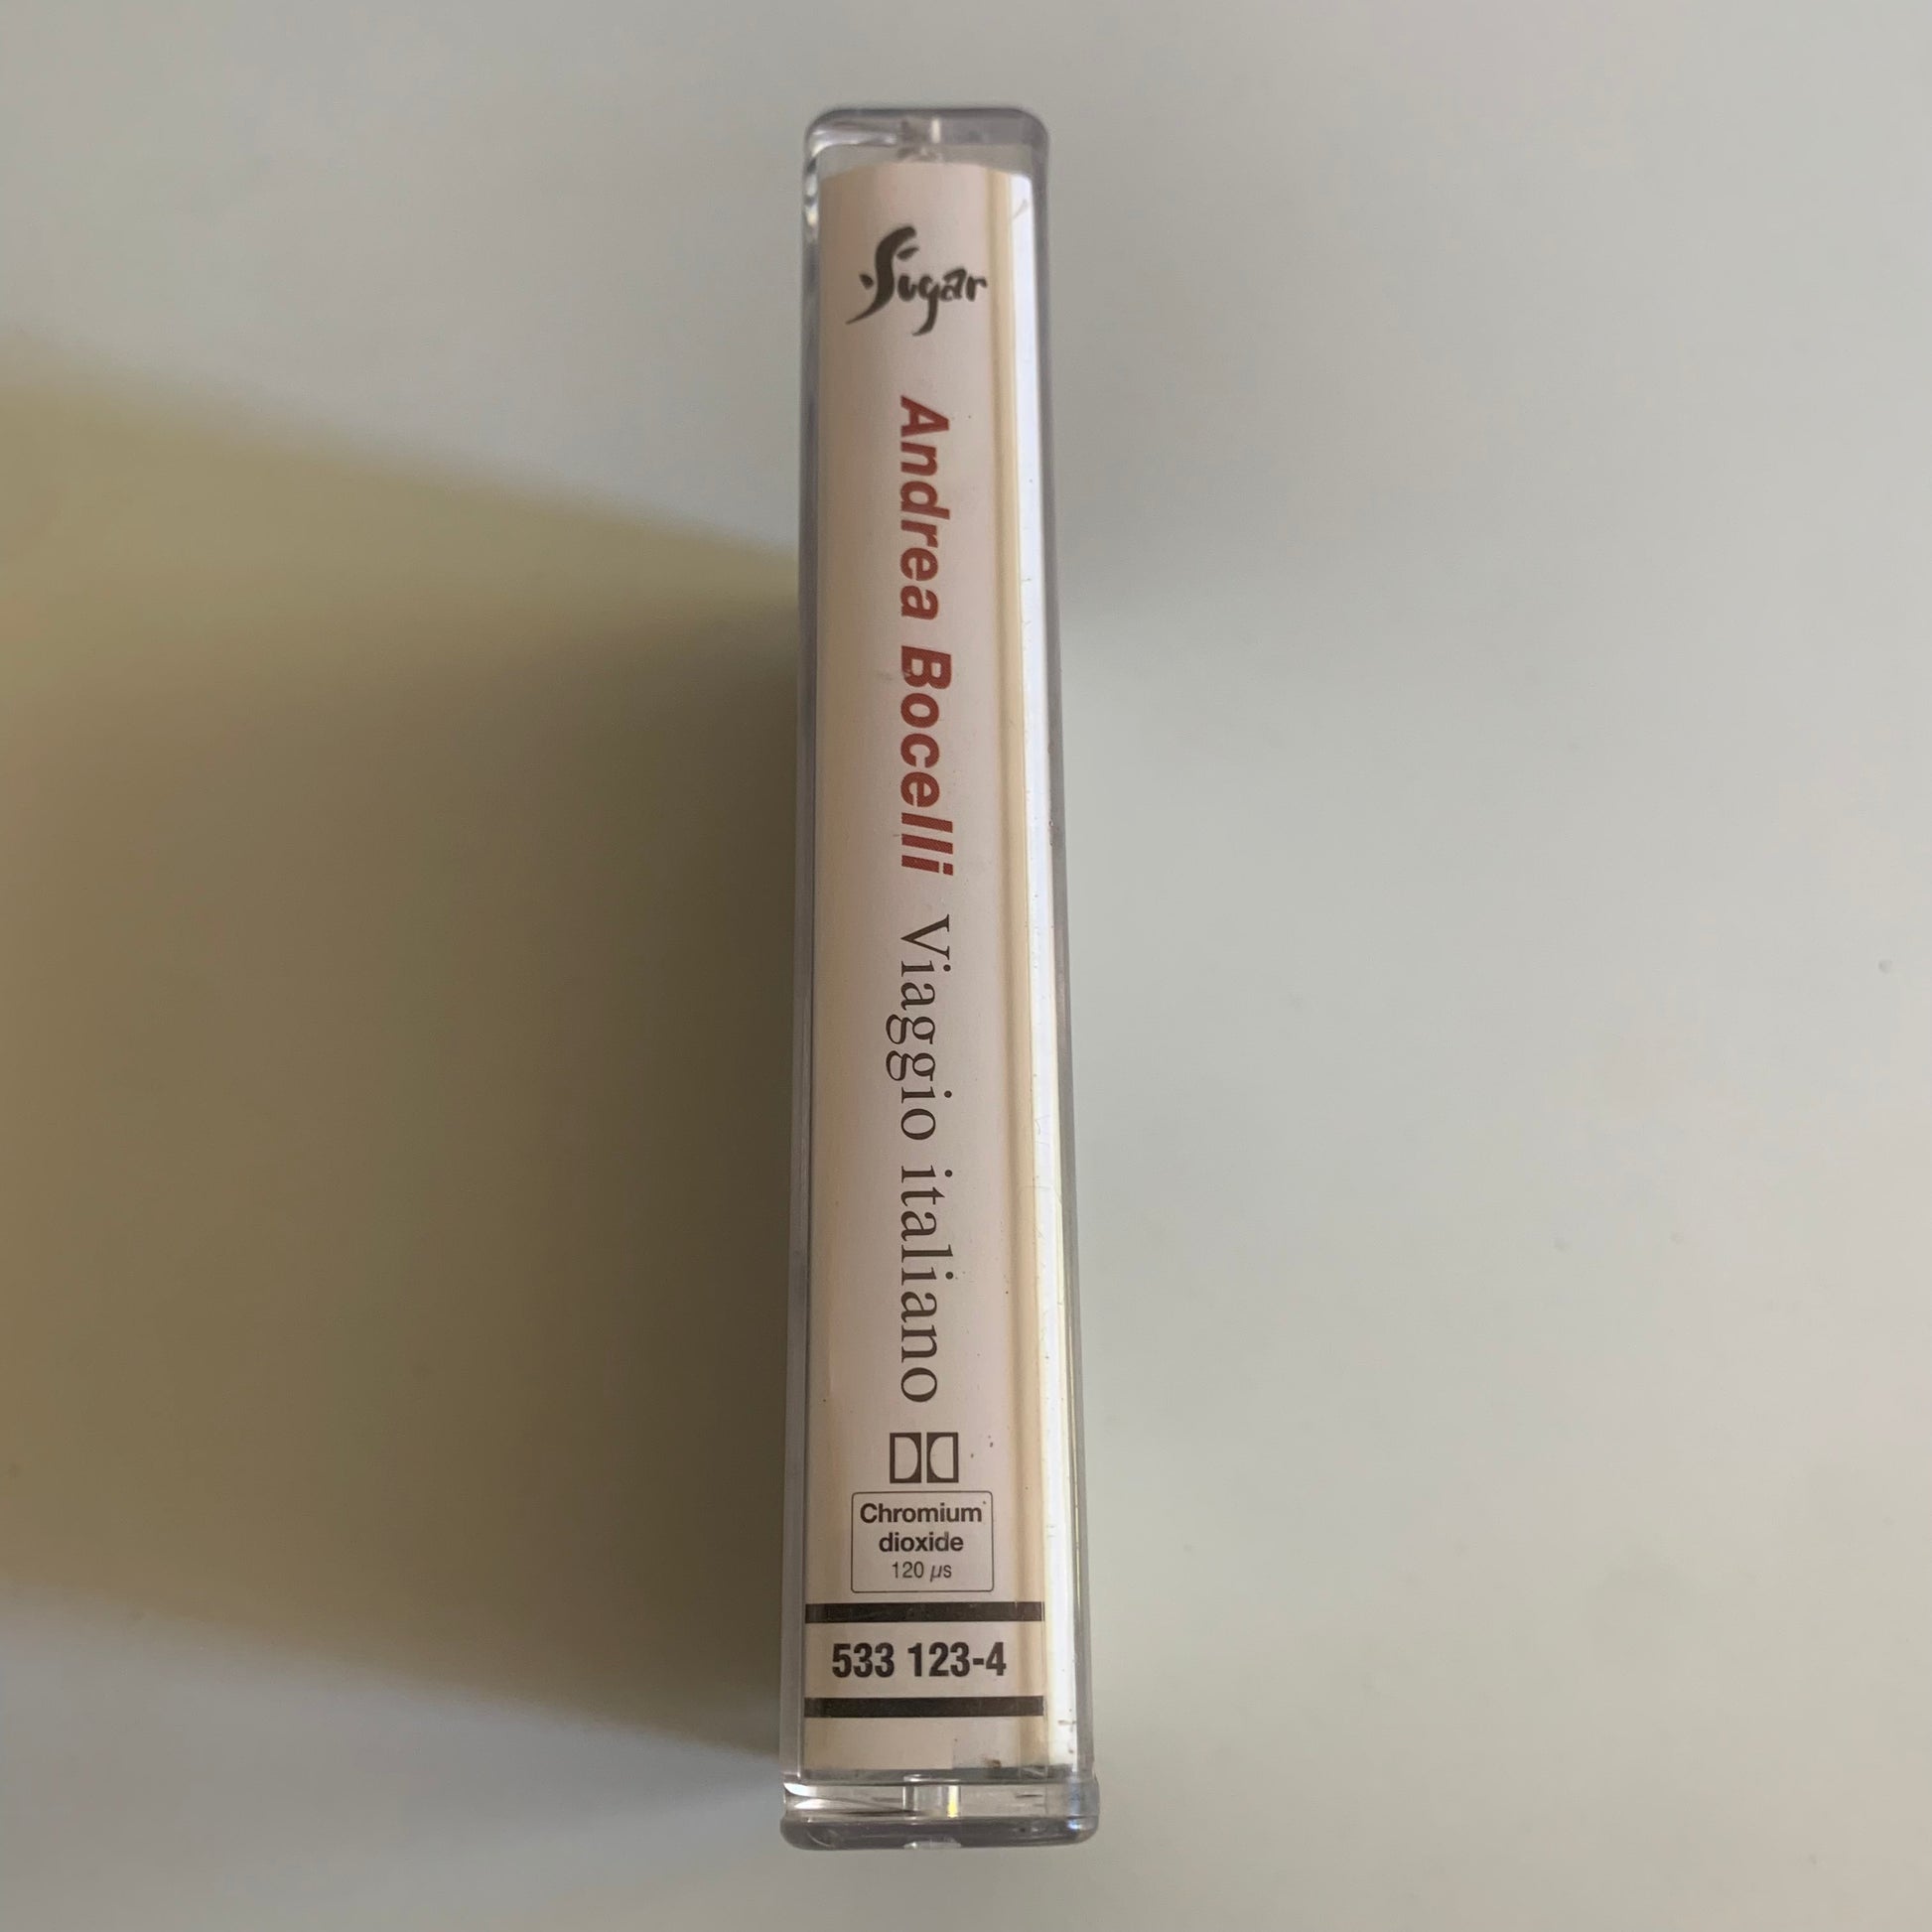 Sugar
Andrea Bocelli Viaggio italiano
Chromium
dioxide
120 µs
533 123-4